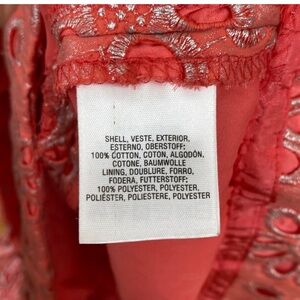 SHELL, VESTE, EXTERIOR,
ESTERNO, OBERSTOFF;
100% COTTON, COTON, ALGODÓN,
COTONE, BAUMWOLLE
LINING, DOUBLURE, FORRO,
FODERA, FUTTERSTOFF;
100% POLYESTER, POLYESTER,
POLIÉSTER, POLIESTERE, POLYESTER